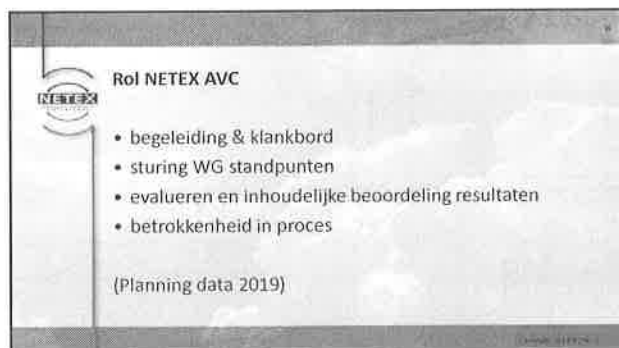 Rol NETEX AVC
NETEX
• begeleiding & klankbord
• sturing WG standpunten
• evalueren en inhoudelijke beoordeling resultaten
• betrokkenheid in proces
(Planning data 2019)